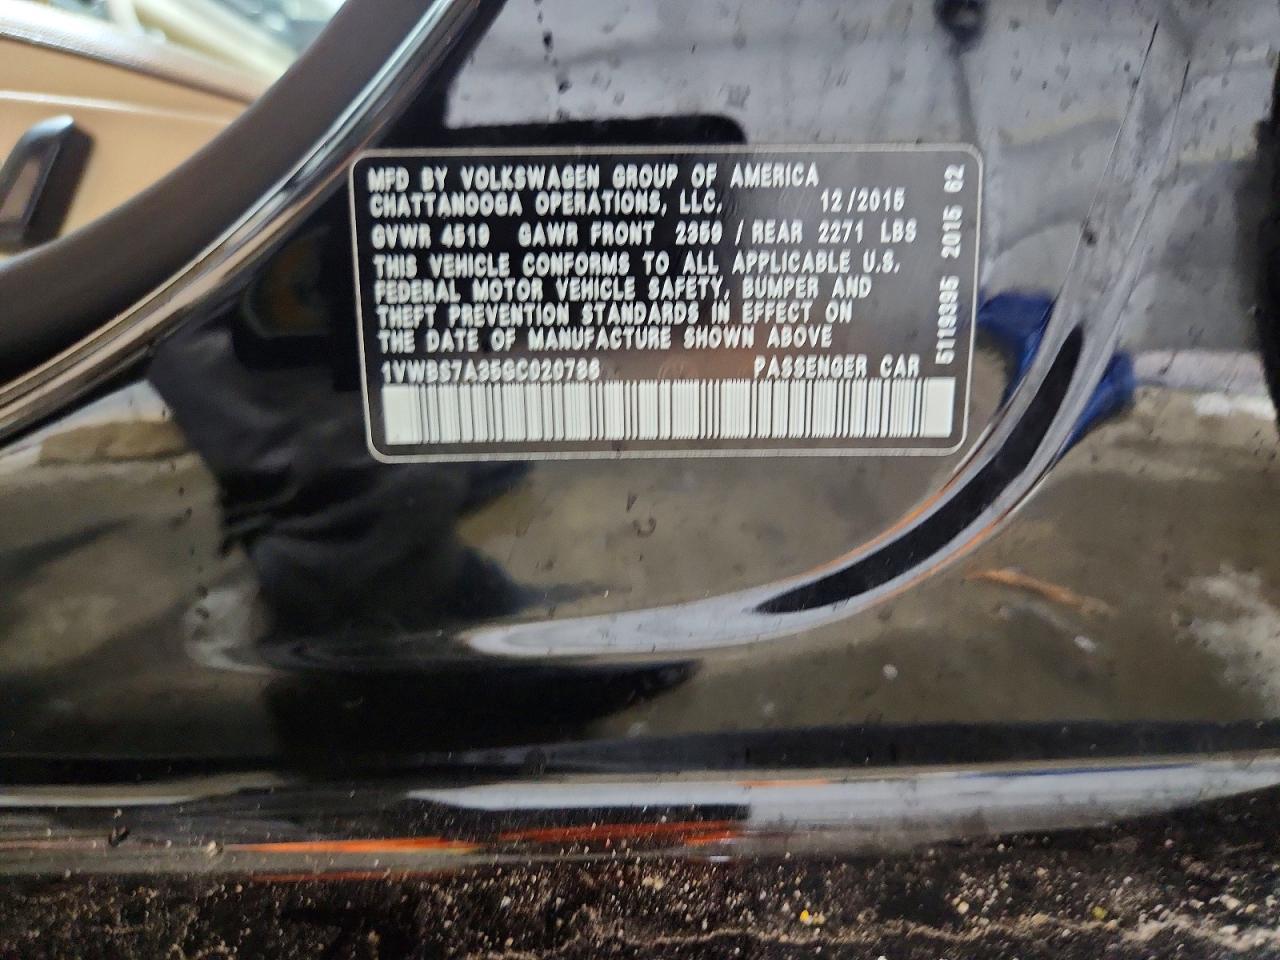 MFD BY VOLKSWAGEN GROUP OF AMERICA
CHATTANOOGA OPERATIONS, LLC. 12/2015
GVWR 4519 GAWR FRONT 2359 / REAR 2271 LBS
THIS VEHICLE CONFORMS TO ALL APPLICABLE U.S.
FEDERAL MOTOR VEHICLE SAFETY, BUMPER AND
THEFT PREVENTION STANDARDS IN EFFECT ON
THE DATE OF MANUFACTURE SHOWN ABOVE
1VWBS7A35GC020786 PASSENGER CAR
5119395 2015 62